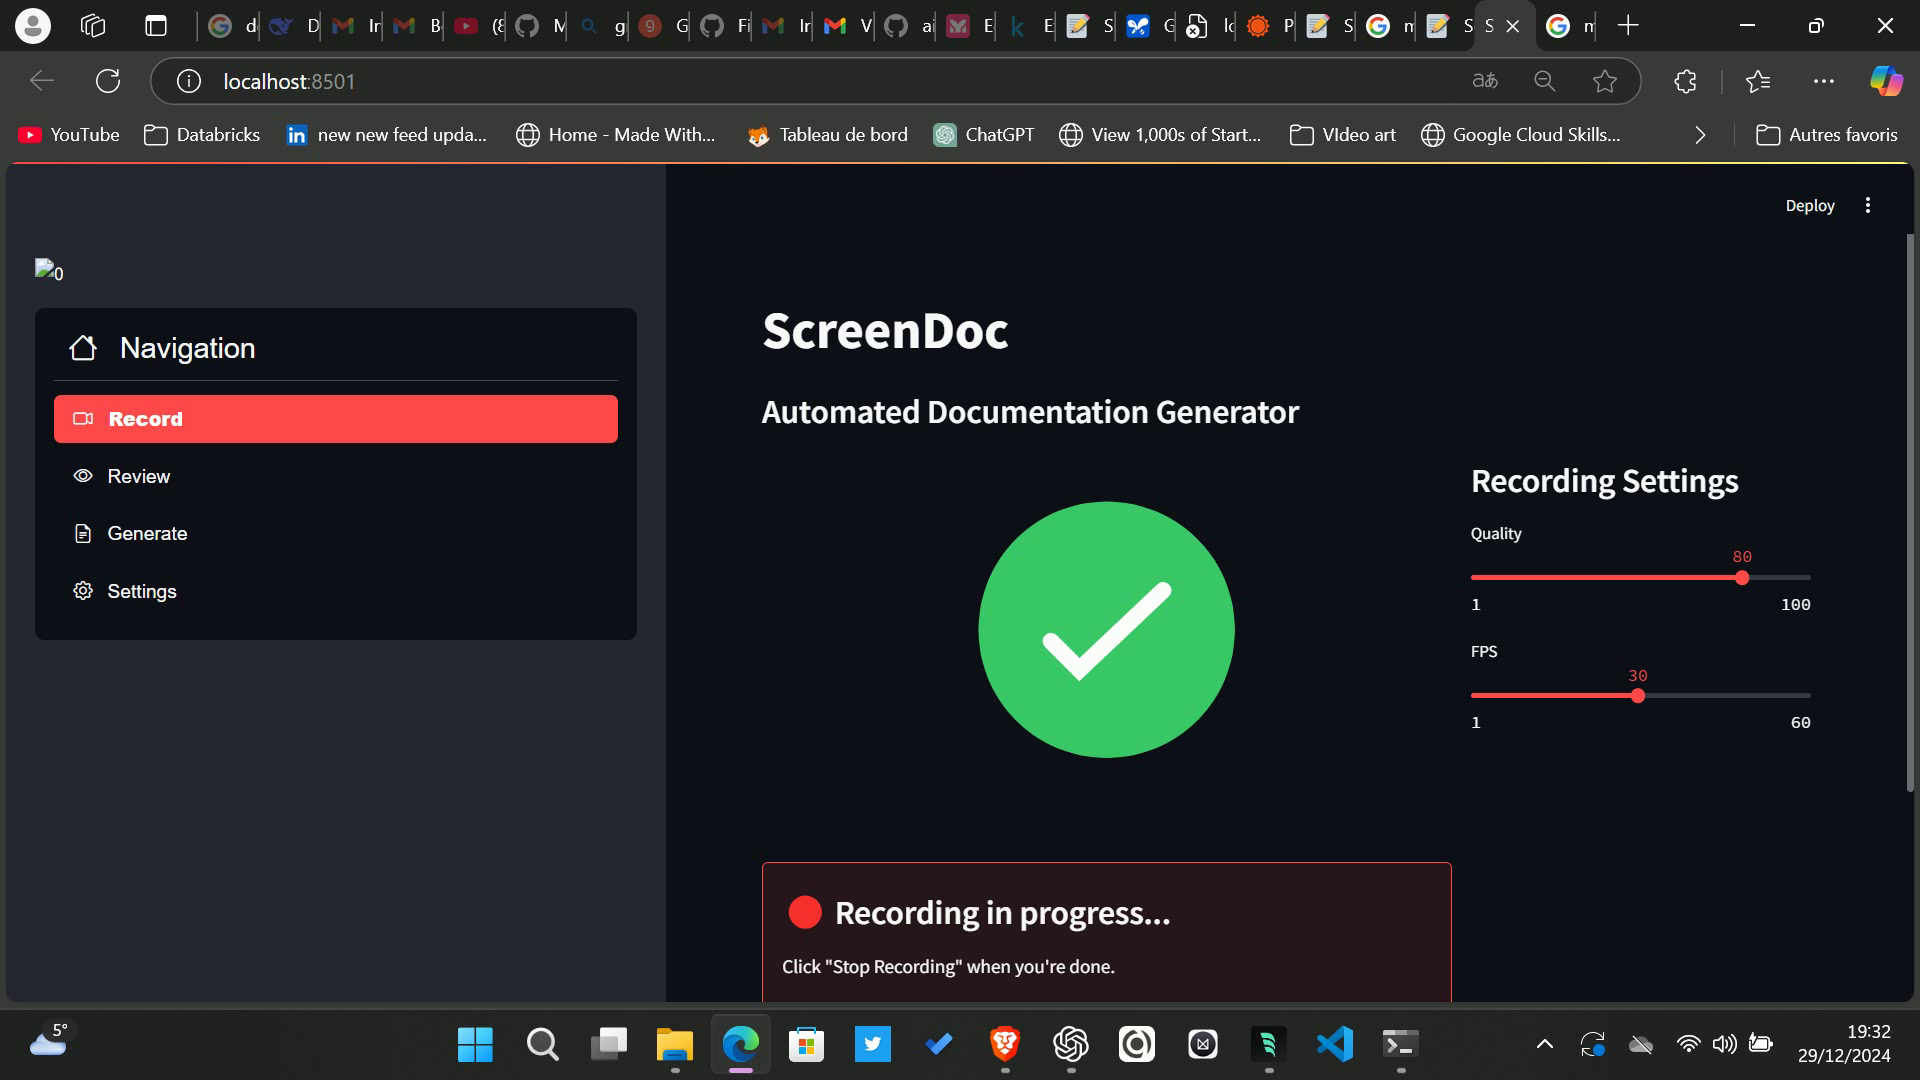 localhost:8501
YouTube
Databricks
new new feed upda...
Home - Made With...
Tableau de bord
ChatGPT
View 1,000s of Start...
VIdeo art
Google Cloud Skills...
Autres favoris
Deploy
0
Navigation
Record
Review
Generate
Settings
ScreenDoc
Automated Documentation Generator
Recording Settings
Quality
80
1 100
FPS
30
1 60
Recording in progress...
Click "Stop Recording" when you're done.
5°
19:32
29/12/2024